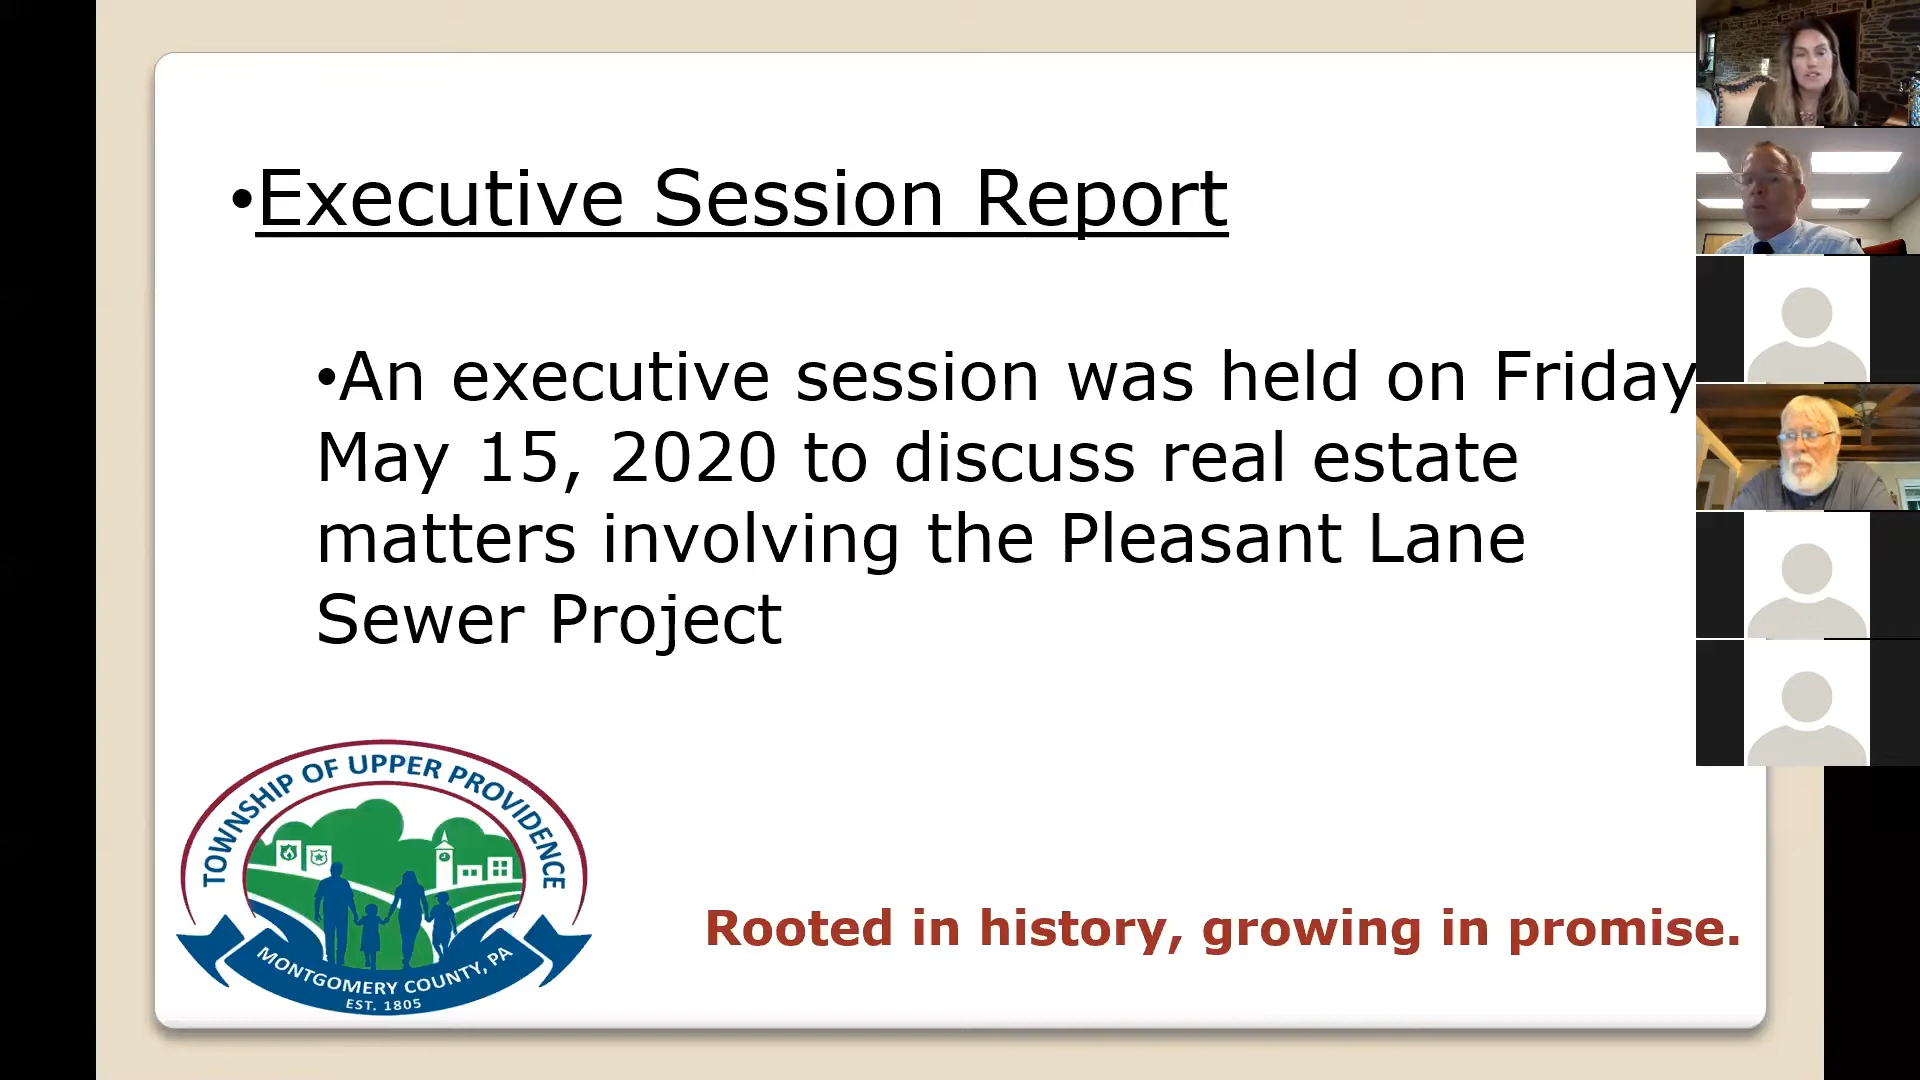 •Executive Session Report
•An executive session was held on Friday
May 15, 2020 to discuss real estate
matters involving the Pleasant Lane
Sewer Project
TOWNSHIP OF UPPER PROVIDENCE
MONTGOMERY COUNTY, PA
EST. 1805
Rooted in history, growing in promise.